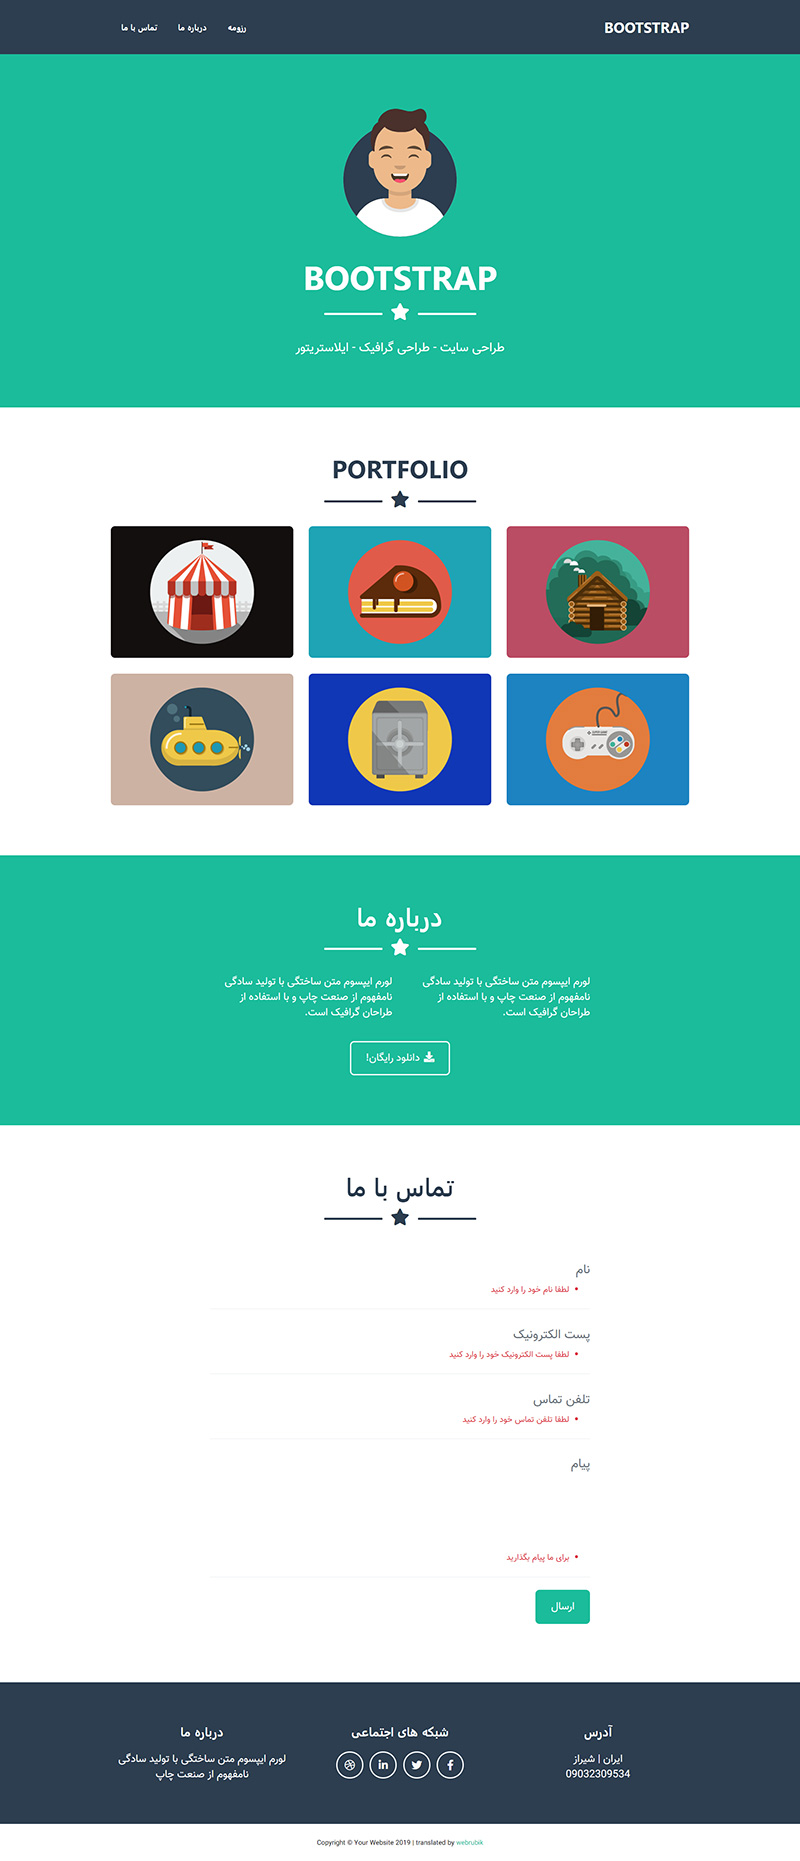 BOOTSTRAP
رزومه
درباره ما
تماس با ما
BOOTSTRAP
طراحی سایت - طراحی گرافیک - ایلاستریتور
PORTFOLIO
درباره ما
لورم ایپسوم متن ساختگی با تولید سادگی
نامفهوم از صنعت چاپ و با استفاده از
طراحان گرافیک است.
لورم ایپسوم متن ساختگی با تولید سادگی
نامفهوم از صنعت چاپ و با استفاده از
طراحان گرافیک است.
دانلود رایگان!
تماس با ما
نام
• لطفا نام خود را وارد کنید
پست الکترونیک
• لطفا پست الکترونیک خود را وارد کنید
تلفن تماس
• لطفا تلفن تماس خود را وارد کنید
پیام
• برای ما پیام بگذارید
ارسال
آدرس
ایران | شیراز
09032309534
شبکه های اجتماعی
درباره ما
لورم ایپسوم متن ساختگی با تولید سادگی
نامفهوم از صنعت چاپ
Copyright © Your Website 2019 | translated by webrubik